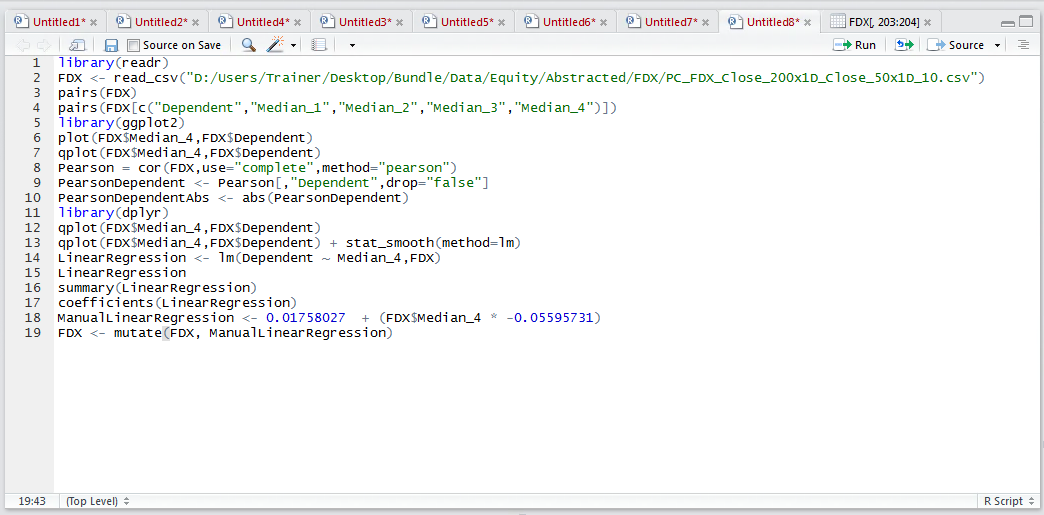 Untitled1* × Untitled2* × Untitled4* × Untitled3* × Untitled5* × Untitled6* × Untitled7* × Untitled8* × FDX[, 203:204] ×
Source on Save Run Source
1 library(readr)
2 FDX <- read_csv("D:/Users/Trainer/Desktop/Bundle/Data/Equity/Abstracted/FDX/PC_FDX_Close_200x1D_Close_50x1D_10.csv")
3 pairs(FDX)
4 pairs(FDX[c("Dependent","Median_1","Median_2","Median_3","Median_4")])
5 library(ggplot2)
6 plot(FDX$Median_4,FDX$Dependent)
7 qplot(FDX$Median_4,FDX$Dependent)
8 Pearson = cor(FDX,use="complete",method="pearson")
9 PearsonDependent <- Pearson[,"Dependent",drop="false"]
10 PearsonDependentAbs <- abs(PearsonDependent)
11 library(dplyr)
12 qplot(FDX$Median_4,FDX$Dependent)
13 qplot(FDX$Median_4,FDX$Dependent) + stat_smooth(method=lm)
14 LinearRegression <- lm(Dependent ~ Median_4,FDX)
15 LinearRegression
16 summary(LinearRegression)
17 coefficients(LinearRegression)
18 ManualLinearRegression <- 0.01758027  + (FDX$Median_4 * -0.05595731)
19 FDX <- mutate(FDX, ManualLinearRegression)
19:43 (Top Level) R Script